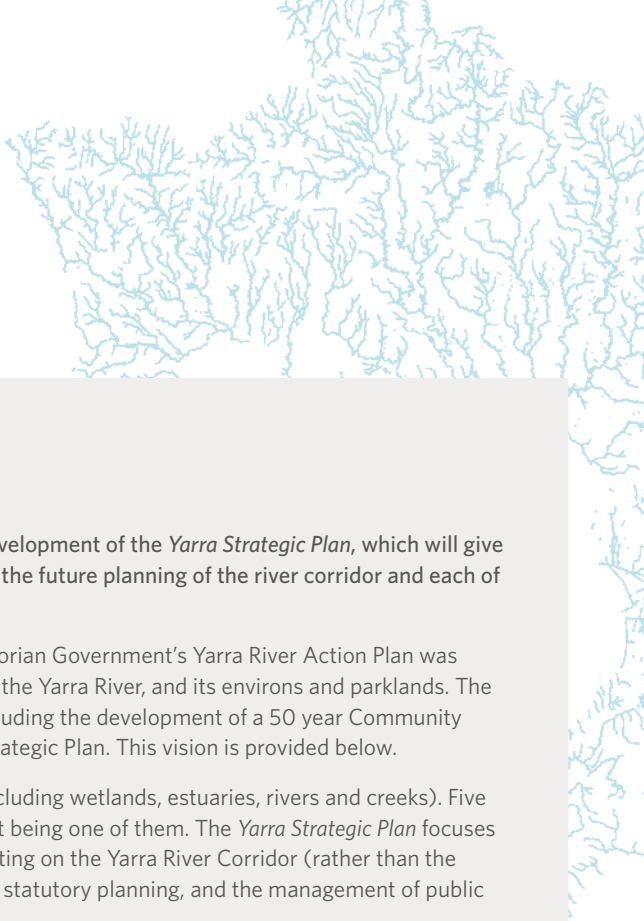 velopment of the Yarra Strategic Plan, which will give
the future planning of the river corridor and each of
orian Government's Yarra River Action Plan was
the Yarra River, and its environs and parklands. The
luding the development of a 50 year Community
rategic Plan. This vision is provided below.
cluding wetlands, estuaries, rivers and creeks). Five
t being one of them. The Yarra Strategic Plan focuses
ting on the Yarra River Corridor (rather than the
statutory planning, and the management of public